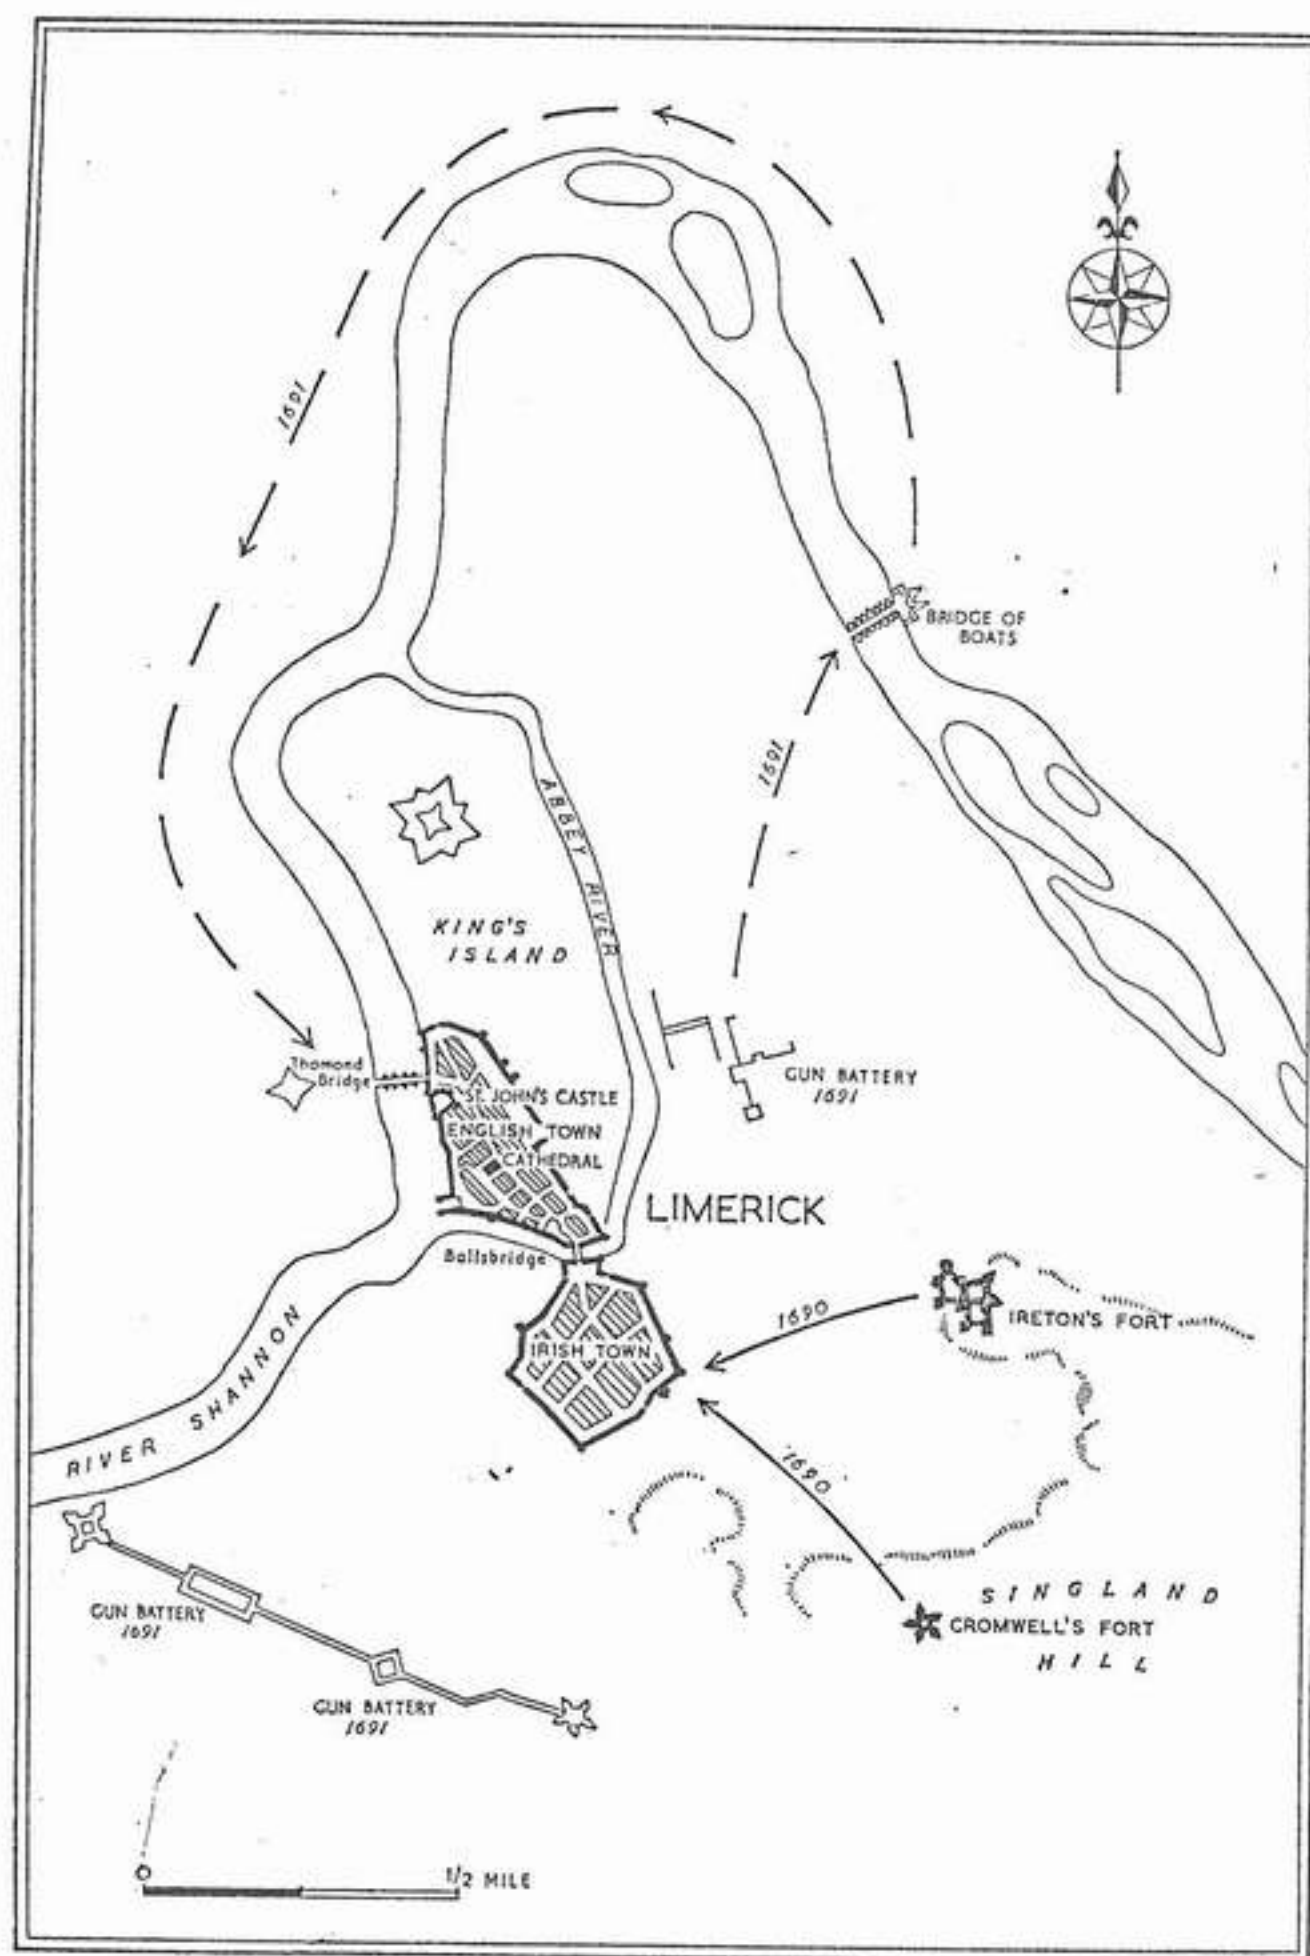 1691
BRIDGE OF
BOATS
1691
ABBEY RIVER
KING'S
ISLAND
Thomond
Bridge
GUN BATTERY
1691
ST. JOHN'S CASTLE
ENGLISH TOWN
CATHEDRAL
LIMERICK
Ballsbridge
1690
IRETON'S FORT
IRISH TOWN
RIVER SHANNON
1690
SINGLAND
CROMWELL'S FORT
HILL
GUN BATTERY
1691
GUN BATTERY
1691
0
1/2 MILE